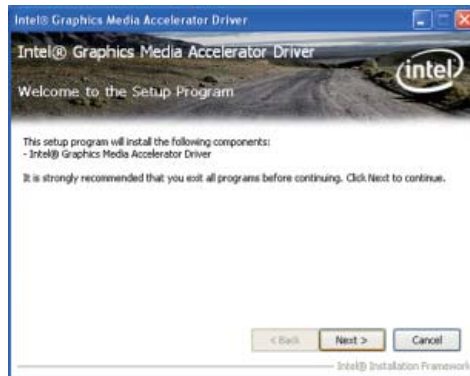 Intel® Graphics Media Accelerator Driver
Intel® Graphics Media Accelerator Driver
intel
Welcome to the Setup Program
This setup program will install the following components:
- Intel® Graphics Media Accelerator Driver
It is strongly recommended that you exit all programs before continuing. Click Next to continue.
< Back
Next >
Cancel
Intel® Installation Framework